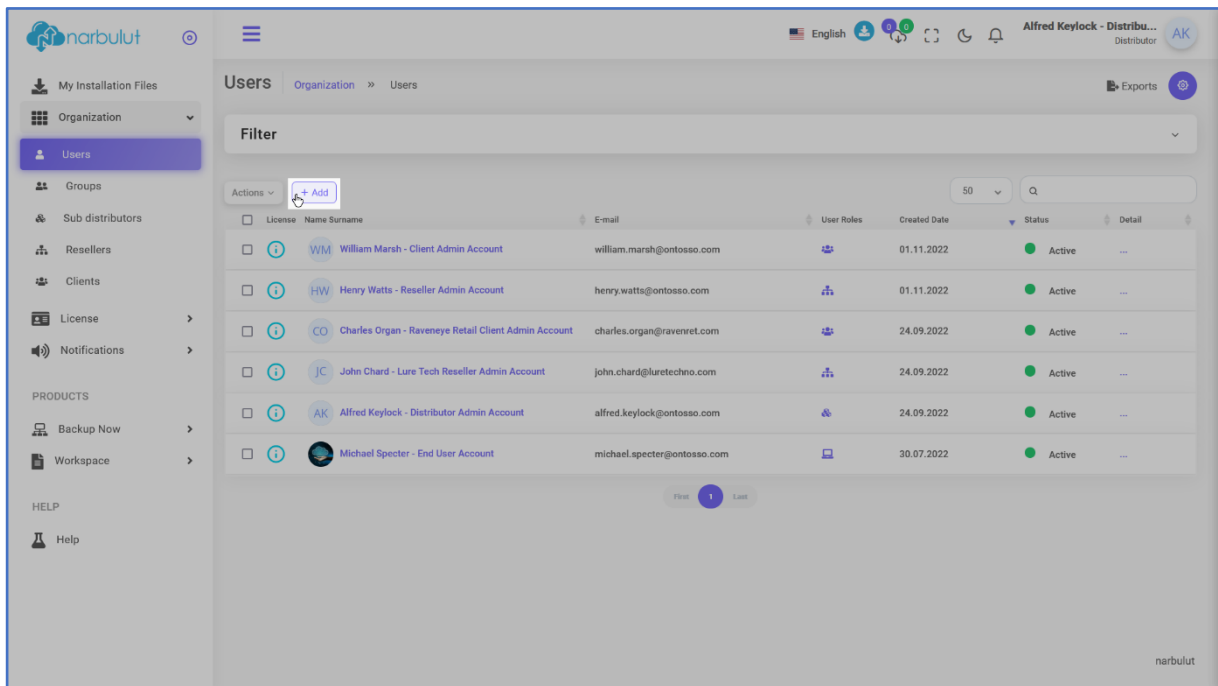 narbulut
English
0
0
Alfred Keylock - Distribu...
Distributor
AK
My Installation Files
Organization
Users
Groups
Sub distributors
Resellers
Clients
License
Notifications
PRODUCTS
Backup Now
Workspace
HELP
Help
Users
Organization » Users
Exports
Filter
Actions
+ Add
50
License Name Surname E-mail User Roles Created Date Status Detail
WM William Marsh - Client Admin Account william.marsh@ontosso.com 01.11.2022 Active ...
HW Henry Watts - Reseller Admin Account henry.watts@ontosso.com 01.11.2022 Active ...
CO Charles Organ - Raveneye Retail Client Admin Account charles.organ@ravenret.com 24.09.2022 Active ...
JC John Chard - Lure Tech Reseller Admin Account john.chard@luretechno.com 24.09.2022 Active ...
AK Alfred Keylock - Distributor Admin Account alfred.keylock@ontosso.com 24.09.2022 Active ...
Michael Specter - End User Account michael.specter@ontosso.com 30.07.2022 Active ...
First 1 Last
narbulut